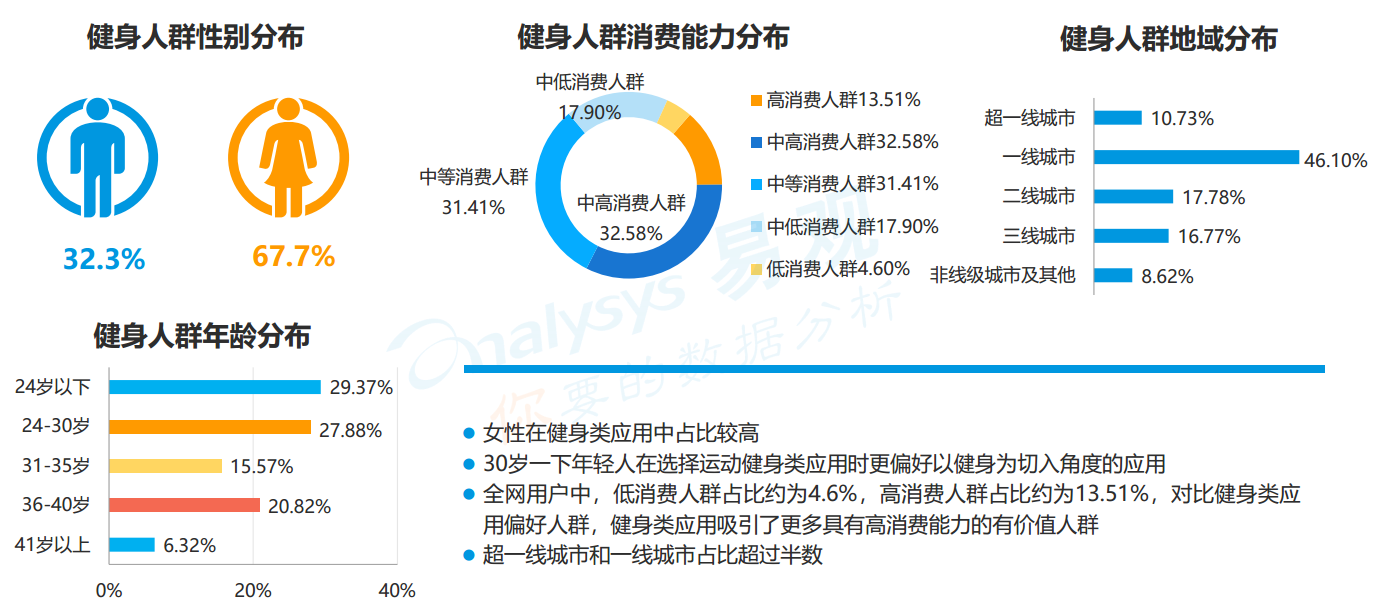 健身人群性别分布
32.3%
67.7%
健身人群消费能力分布
中低消费人群
17.90%
中等消费人群
31.41%
中高消费人群
32.58%
高消费人群13.51%
中高消费人群32.58%
中等消费人群31.41%
中低消费人群17.90%
低消费人群4.60%
健身人群地域分布
超一线城市 10.73%
一线城市 46.10%
二线城市 17.78%
三线城市 16.77%
非线级城市及其他 8.62%
健身人群年龄分布
24岁以下 29.37%
24-30岁 27.88%
31-35岁 15.57%
36-40岁 20.82%
41岁以上 6.32%
0% 20% 40%
Analysys 易观
你要的数据分析
女性在健身类应用中占比较高
30岁一下年轻人在选择运动健身类应用时更偏好以健身为切入角度的应用
全网用户中，低消费人群占比约为4.6%，高消费人群占比约为13.51%，对比健身类应
用偏好人群，健身类应用吸引了更多具有高消费能力的有价值人群
超一线城市和一线城市占比超过半数